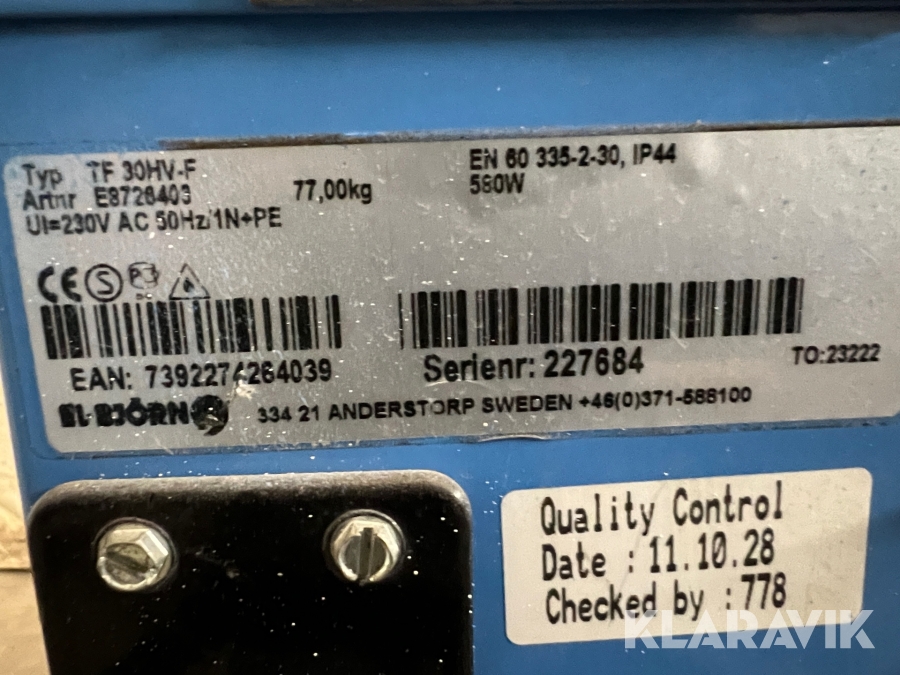 Typ TF 30HV-F
Artnr E8726403 77,00kg
UI=230V AC 50Hz/1N+PE
EN 60 335-2-30, IP44
580W
CE S
EAN: 7392274264039
Serienr: 227684
TO:23222
EL-BJÖRN 334 21 ANDERSTORP SWEDEN +46(0)371-588100
Quality Control
Date : 11.10.28
Checked by :778
KLARAVIK